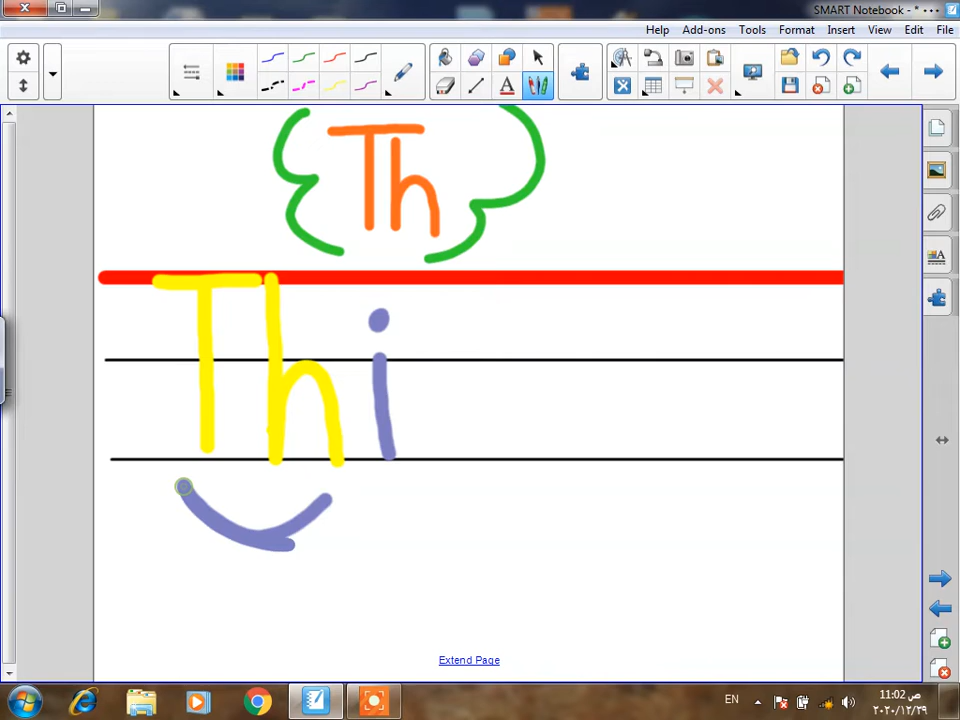 SMART Notebook - *
Help Add-ons Tools Format Insert View Edit File
Th
Thi
Extend Page
EN
11:02 ص
٢٠٢٠/١٢/٢٩